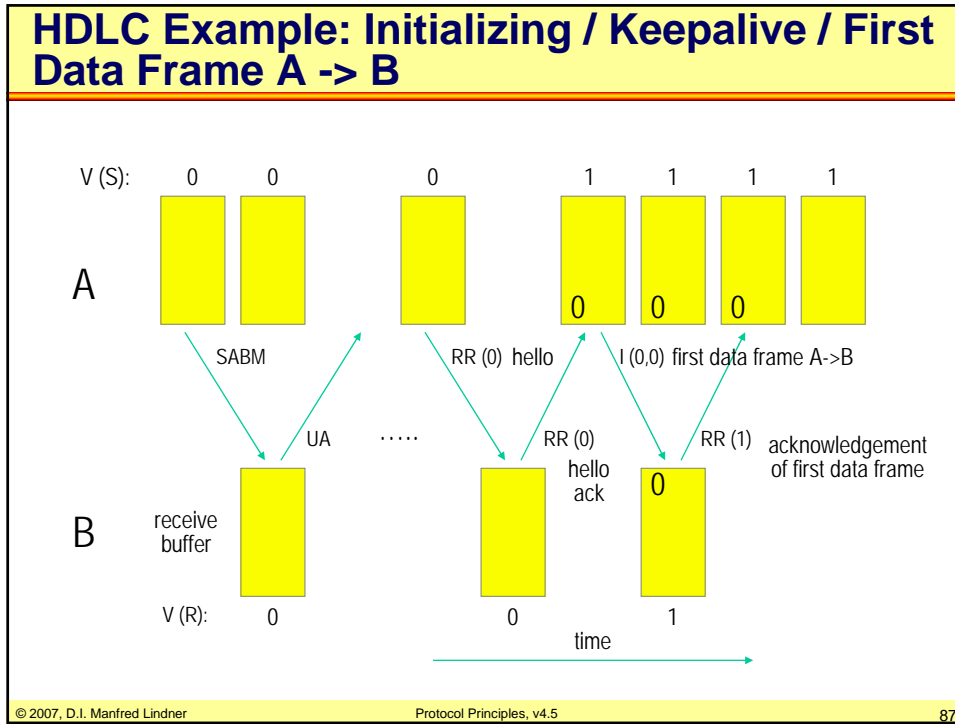 HDLC Example: Initializing / Keepalive / First
Data Frame A -> B
V (S): 0 0 0 1 1 1 1
A
0 0 0
SABM
RR (0) hello
I (0,0) first data frame A->B
UA
.....
RR (0)
hello
ack
RR (1)
acknowledgement
of first data frame
0
B
receive
buffer
V (R): 0 0 1
time
© 2007, D.I. Manfred Lindner
Protocol Principles, v4.5
87